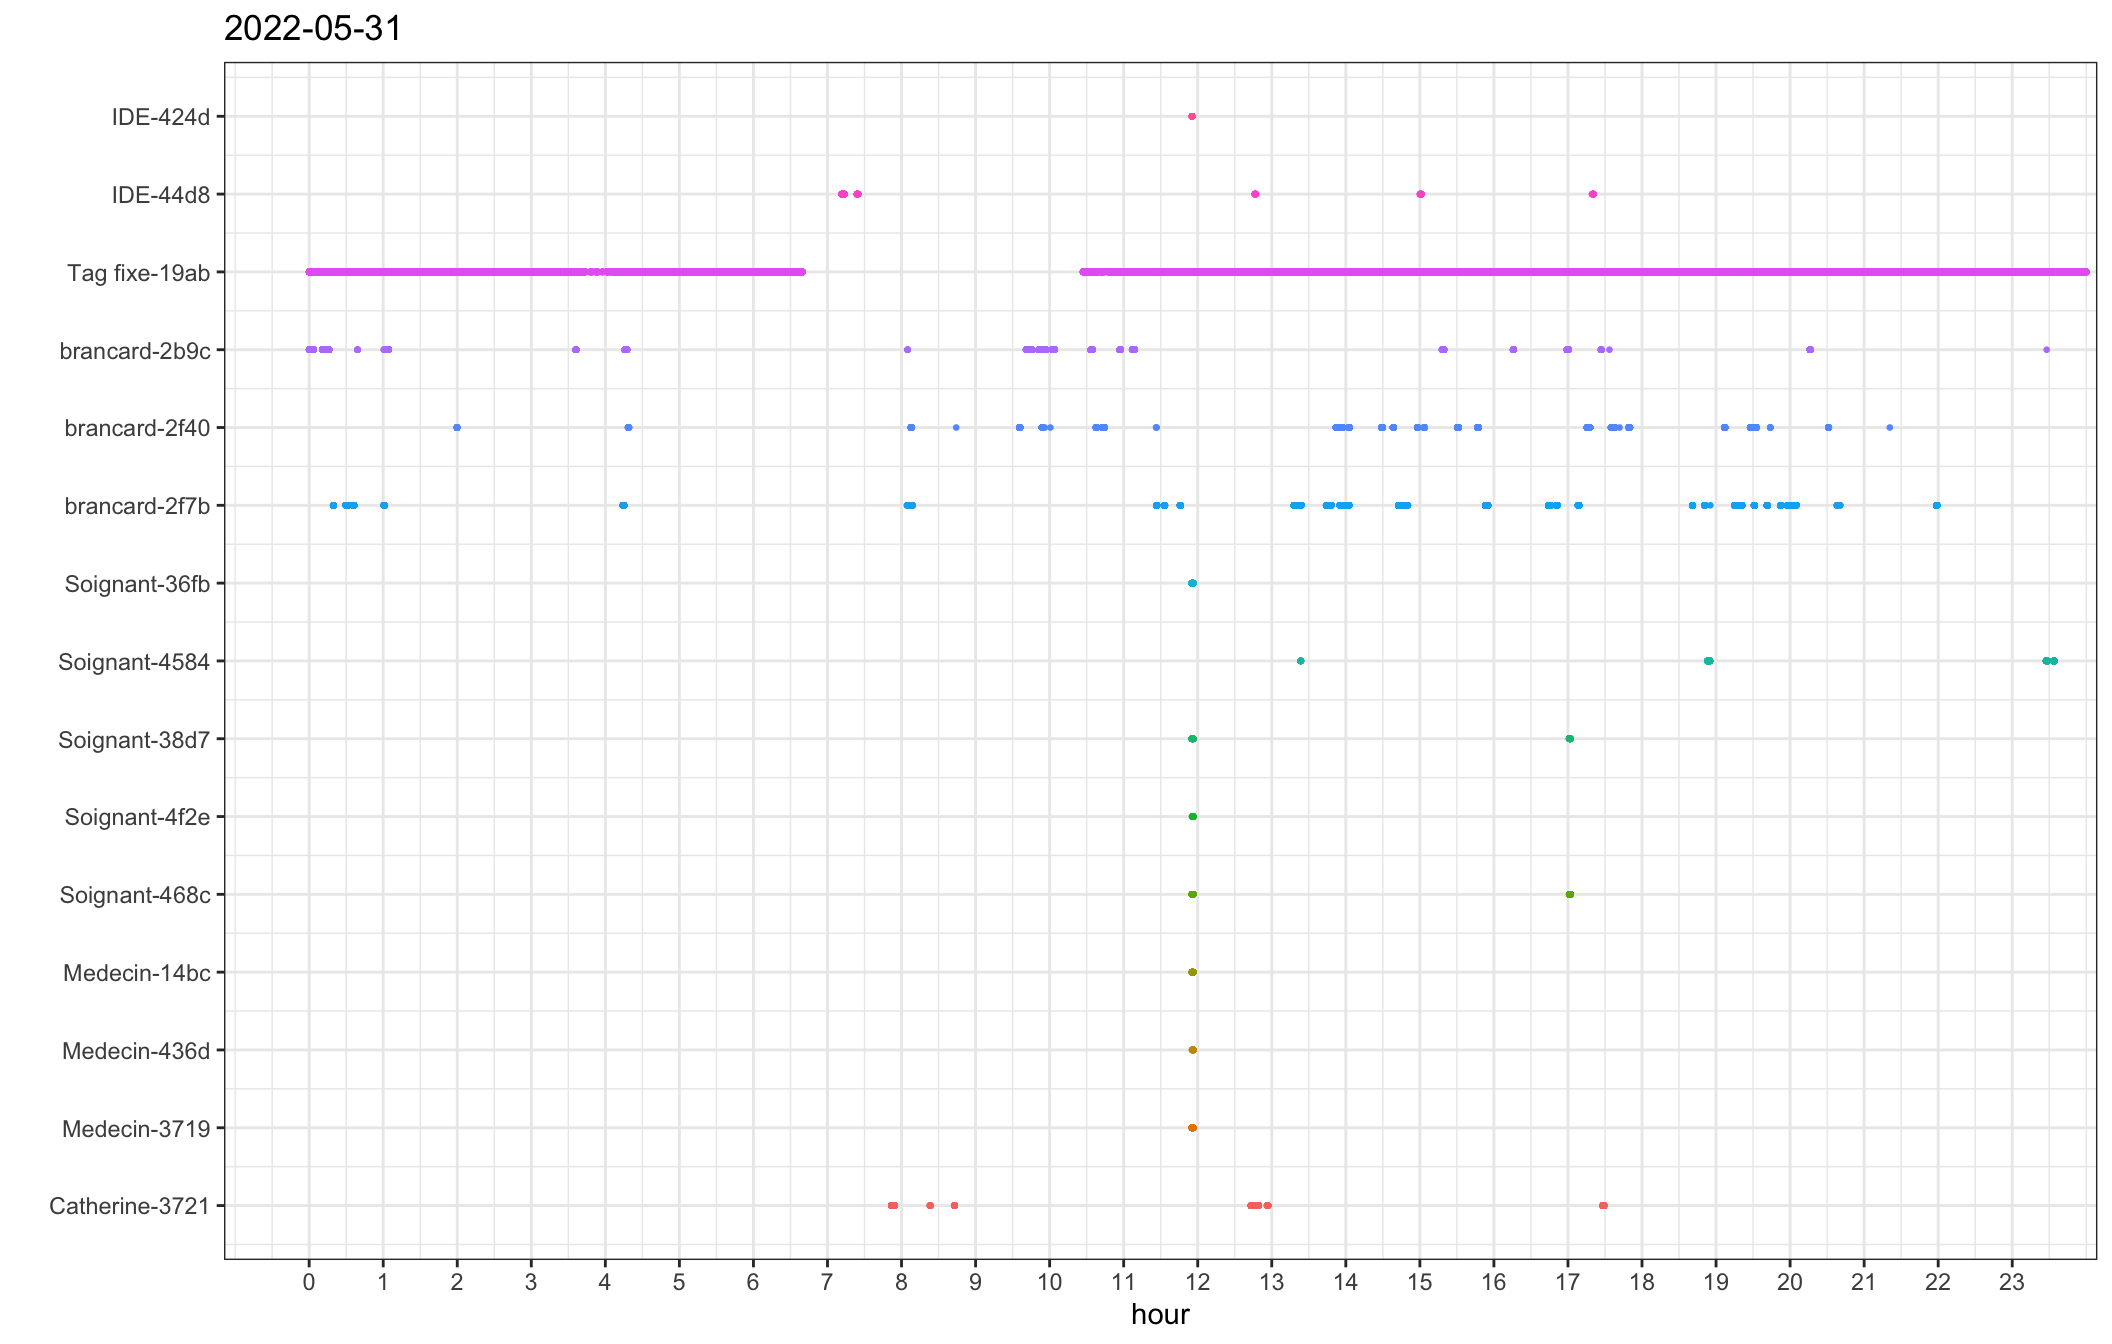 2022-05-31
IDE-424d
IDE-44d8
Tag fixe-19ab
brancard-2b9c
brancard-2f40
brancard-2f7b
Soignant-36fb
Soignant-4584
Soignant-38d7
Soignant-4f2e
Soignant-468c
Medecin-14bc
Medecin-436d
Medecin-3719
Catherine-3721
0 1 2 3 4 5 6 7 8 9 10 11 12 13 14 15 16 17 18 19 20 21 22 23
hour